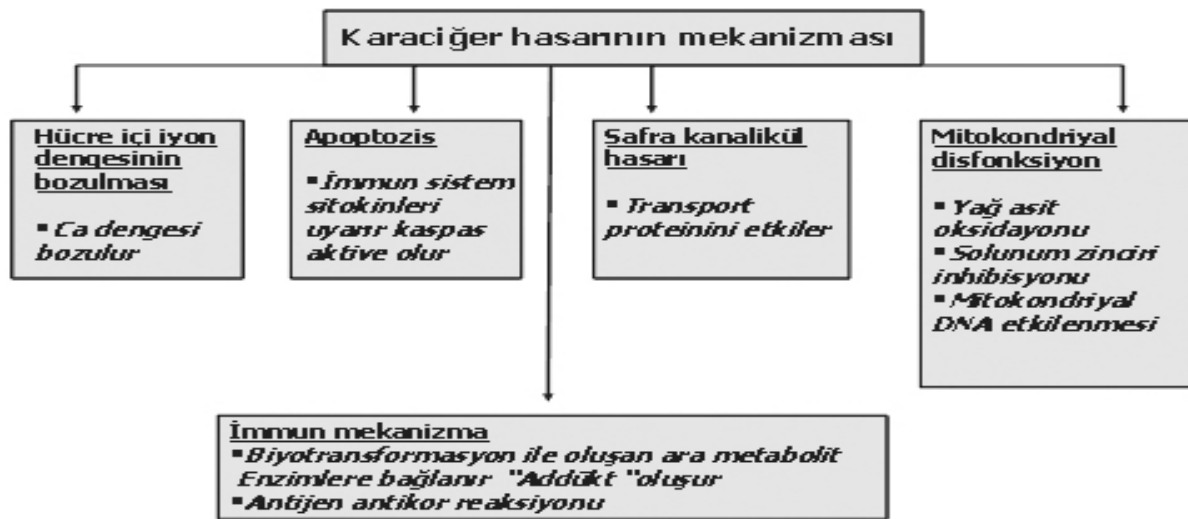 Karaciğer hasarının mekanizması
Hücre içi iyon
dengesinin
bozulması
▪ Ca dengesi
bozulur
Apoptozis
▪ İmmun sistem
sitokinleri
uyarır kaspas
aktive olur
Safra kanalikül
hasarı
▪ Transport
proteinini etkiler
Mitokondriyal
disfonksiyon
▪ Yağ asit
oksidayonu
▪ Solunum zinciri
inhibisyonu
▪ Mitokondriyal
DNA etkilenmesi
İmmun mekanizma
▪Biyotransformasyon ile oluşan ara metabolit
Enzimlere bağlanır "Addükt "oluşur
▪Antijen antikor reaksiyonu